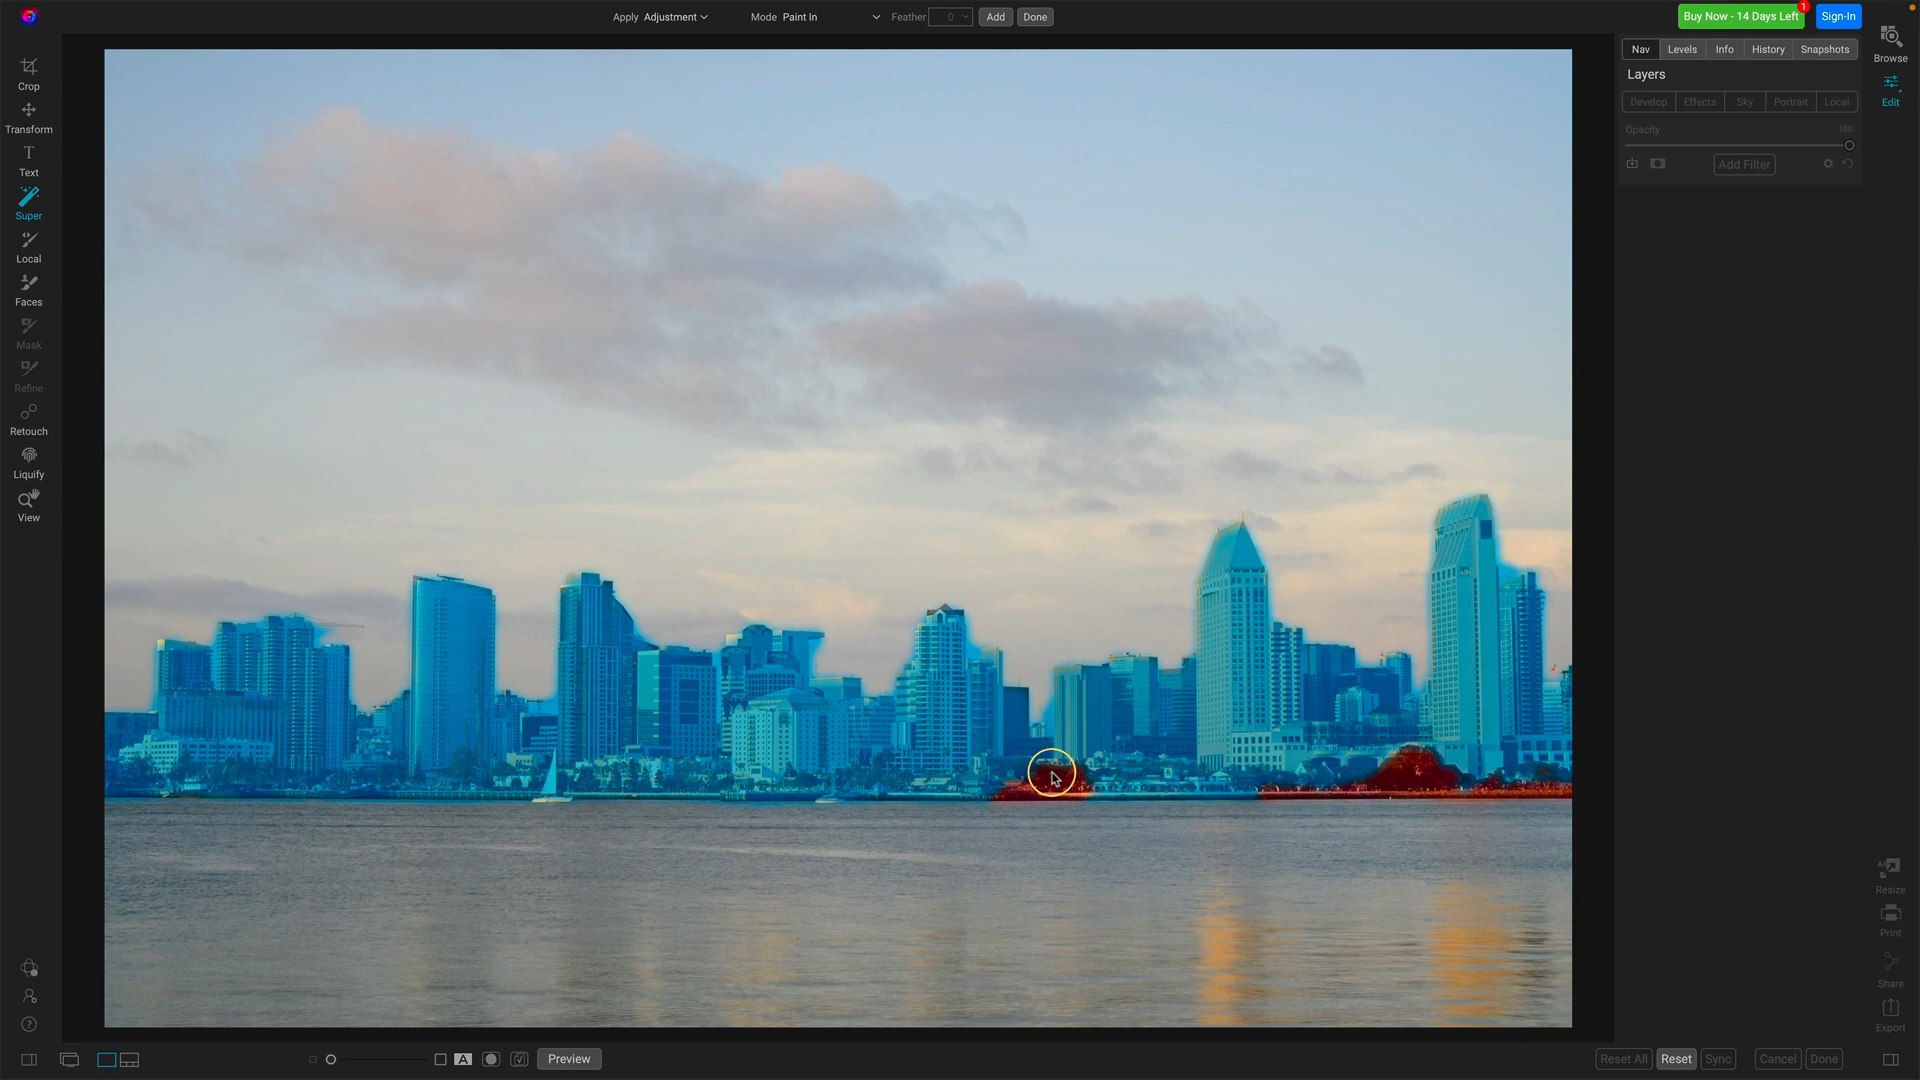 Apply Adjustment Mode Paint In Feather 0 Add Done
Buy Now - 14 Days Left 1 Sign-In
Crop
Transform
T
Text
Super
Local
Faces
Mask
Refine
Retouch
Liquify
View
?
Nav Levels Info History Snapshots
Layers
Develop Effects Sky Portrait Local
Opacity 100
Add Filter
Browse
Edit
AI
Resize
Print
Share
Export
A Preview
Reset All Reset Sync Cancel Done